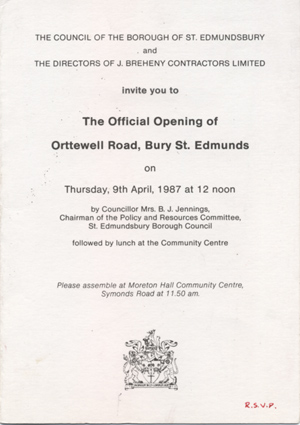 THE COUNCIL OF THE BOROUGH OF ST. EDMUNDSBURY
and
THE DIRECTORS OF J. BREHENY CONTRACTORS LIMITED
invite you to
The Official Opening of
Orttewell Road, Bury St. Edmunds
on
Thursday, 9th April, 1987 at 12 noon
by Councillor Mrs. B. J. Jennings,
Chairman of the Policy and Resources Committee,
St. Edmundsbury Borough Council
followed by lunch at the Community Centre
Please assemble at Moreton Hall Community Centre,
Symonds Road at 11.50 am.
R.S.V.P.